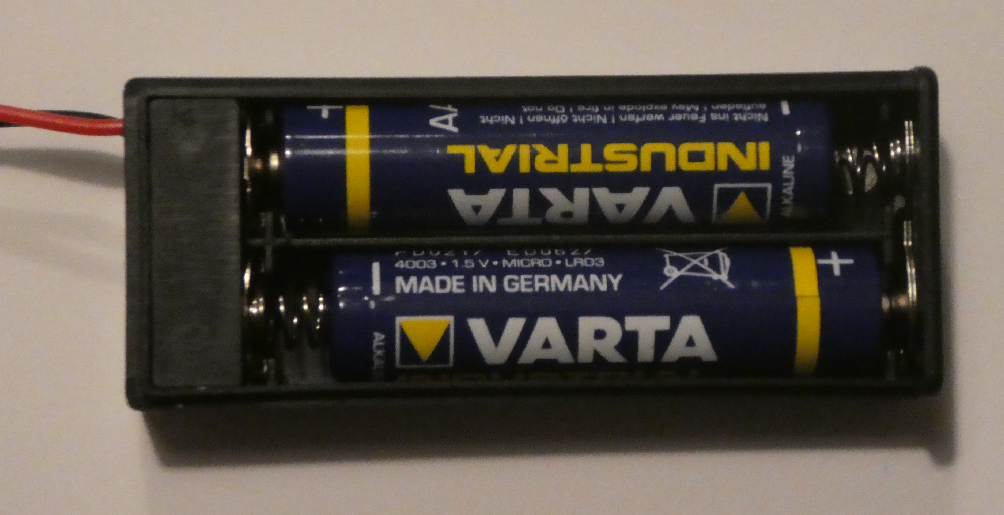 +
AA
Nicht ins Feuer werfen | Nicht öffnen | Nicht
aufladen | May explode in fire | Do not
INDUSTRIAL
VARTA
ALKALINE
-
4003 • 1.5 V • MICRO • LR03
MADE IN GERMANY
VARTA
-
+